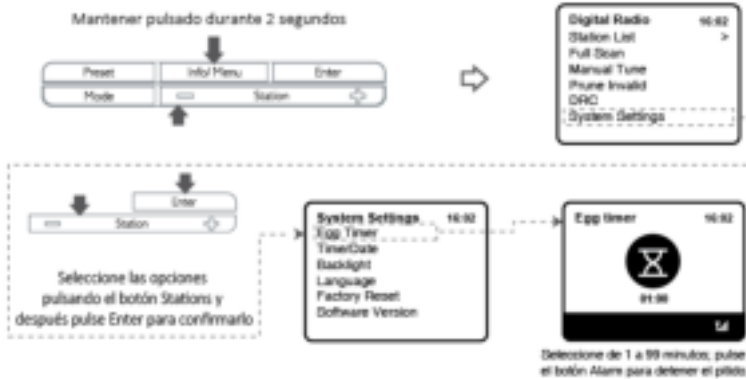 Mantener pulsado durante 2 segundos
Preset Info/ Menu Enter
Mode Station
Digital Radio 16:02
Station List >
Full Scan
Manual Tune
Prune Invalid
DRC
System Settings
Enter
Station
Seleccione las opciones
pulsando el botón Stations y
después pulse Enter para confirmarlo
System Settings 16:02
Egg Timer
Time/Date
Backlight
Language
Factory Reset
Software Version
Egg timer 16:02
01:00
Seleccione de 1 a 99 minutos; pulse
el botón Alarm para detener el pitido